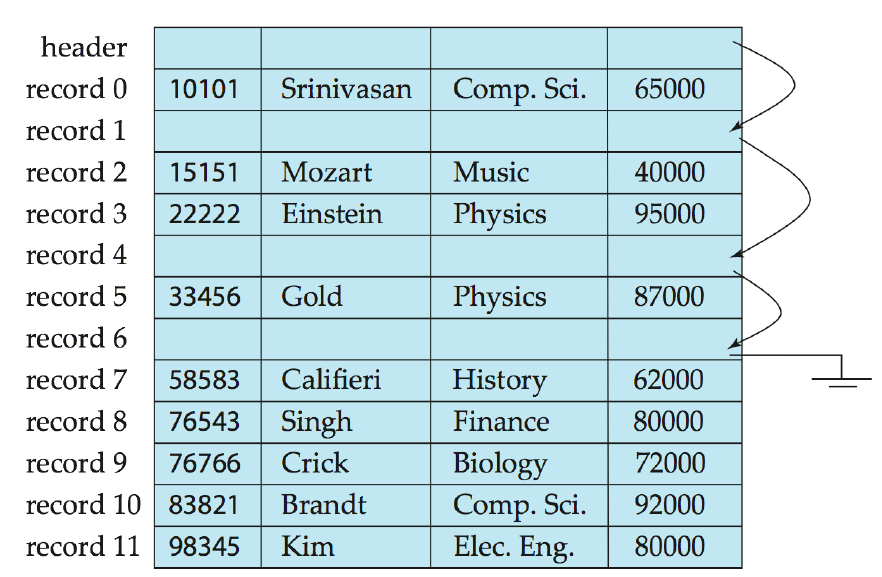 header
record 0 10101 Srinivasan Comp. Sci. 65000
record 1
record 2 15151 Mozart Music 40000
record 3 22222 Einstein Physics 95000
record 4
record 5 33456 Gold Physics 87000
record 6
record 7 58583 Califieri History 62000
record 8 76543 Singh Finance 80000
record 9 76766 Crick Biology 72000
record 10 83821 Brandt Comp. Sci. 92000
record 11 98345 Kim Elec. Eng. 80000